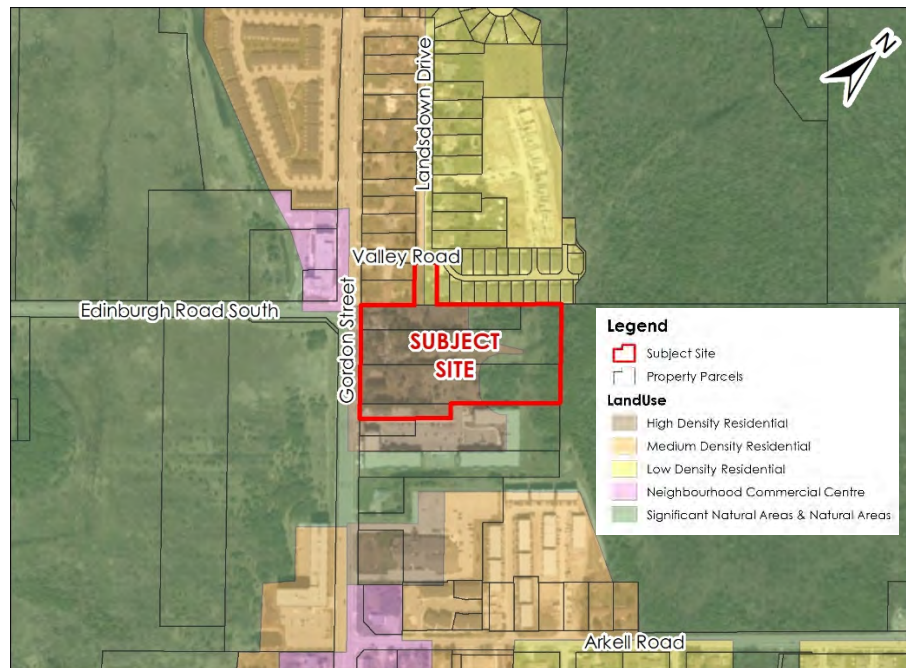 N
Landsdown Drive
Valley Road
Edinburgh Road South
Gordon Street
SUBJECT
SITE
Arkell Road
Legend
Subject Site
Property Parcels
LandUse
High Density Residential
Medium Density Residential
Low Density Residential
Neighbourhood Commercial Centre
Significant Natural Areas & Natural Areas